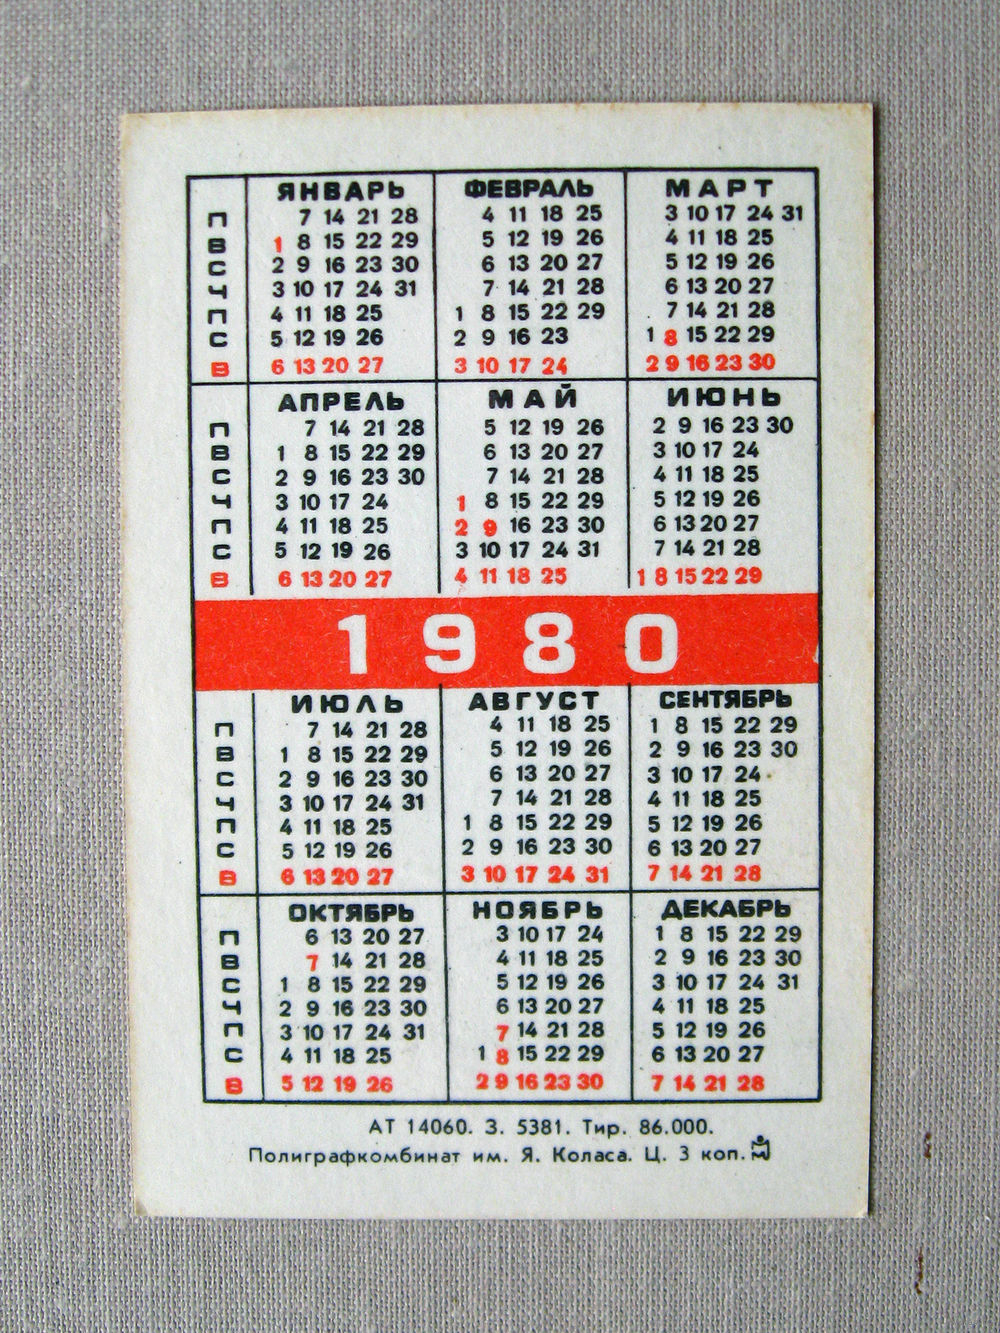 ЯНВАРЬ ФЕВРАЛЬ МАРТ
П 7 14 21 28 4 11 18 25 3 10 17 24 31
В 1 8 15 22 29 5 12 19 26 4 11 18 25
С 2 9 16 23 30 6 13 20 27 5 12 19 26
Ч 3 10 17 24 31 7 14 21 28 6 13 20 27
П 4 11 18 25 1 8 15 22 29 7 14 21 28
С 5 12 19 26 2 9 16 23 1 8 15 22 29
В 6 13 20 27 3 10 17 24 2 9 16 23 30
АПРЕЛЬ МАЙ ИЮНЬ
П 7 14 21 28 5 12 19 26 2 9 16 23 30
В 1 8 15 22 29 6 13 20 27 3 10 17 24
С 2 9 16 23 30 7 14 21 28 4 11 18 25
Ч 3 10 17 24 1 8 15 22 29 5 12 19 26
П 4 11 18 25 2 9 16 23 30 6 13 20 27
С 5 12 19 26 3 10 17 24 31 7 14 21 28
В 6 13 20 27 4 11 18 25 1 8 15 22 29
1980
ИЮЛЬ АВГУСТ СЕНТЯБРЬ
П 7 14 21 28 4 11 18 25 1 8 15 22 29
В 1 8 15 22 29 5 12 19 26 2 9 16 23 30
С 2 9 16 23 30 6 13 20 27 3 10 17 24
Ч 3 10 17 24 31 7 14 21 28 4 11 18 25
П 4 11 18 25 1 8 15 22 29 5 12 19 26
С 5 12 19 26 2 9 16 23 30 6 13 20 27
В 6 13 20 27 3 10 17 24 31 7 14 21 28
ОКТЯБРЬ НОЯБРЬ ДЕКАБРЬ
П 6 13 20 27 3 10 17 24 1 8 15 22 29
В 7 14 21 28 4 11 18 25 2 9 16 23 30
С 1 8 15 22 29 5 12 19 26 3 10 17 24 31
Ч 2 9 16 23 30 6 13 20 27 4 11 18 25
П 3 10 17 24 31 7 14 21 28 5 12 19 26
С 4 11 18 25 1 8 15 22 29 6 13 20 27
В 5 12 19 26 2 9 16 23 30 7 14 21 28
АТ 14060. З. 5381. Тир. 86.000.
Полиграфкомбинат им. Я. Коласа. Ц. 3 коп.